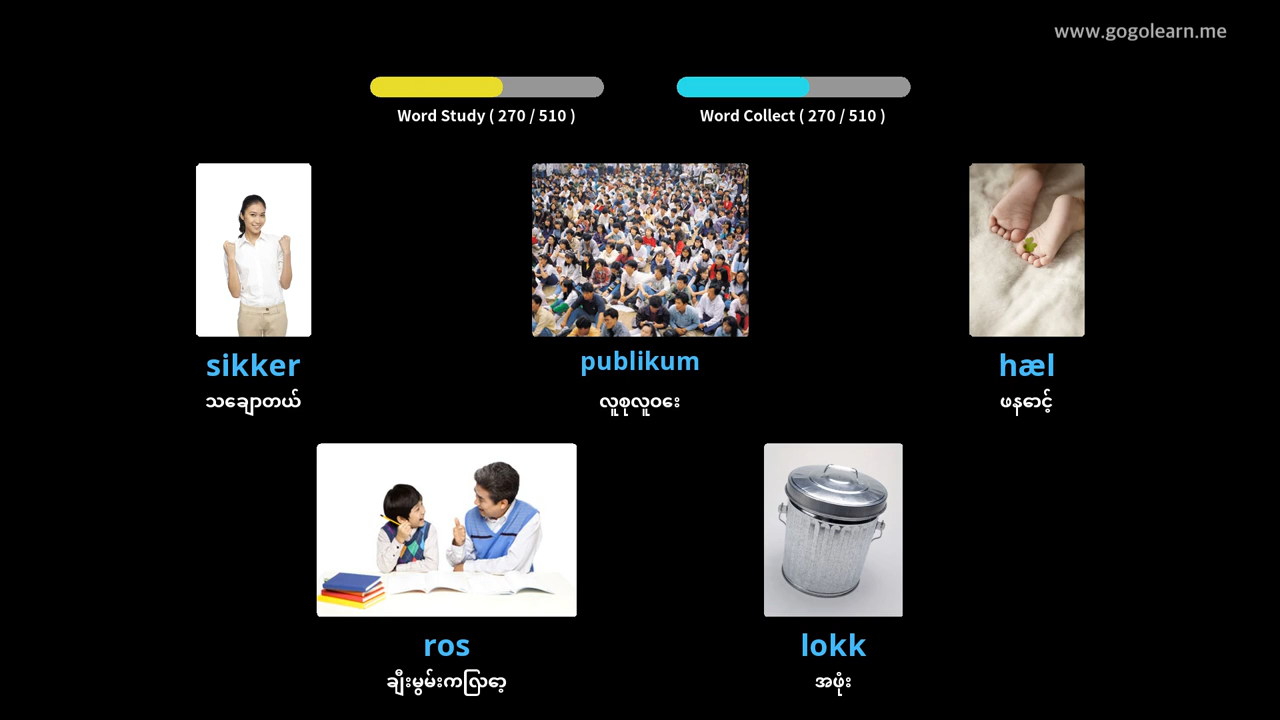 www.gogolearn.me
Word Study ( 270 / 510 )
Word Collect ( 270 / 510 )
sikker
သချောတယ်
publikum
လူစုလူဝးေ
hæl
ဖနှောင့်
ros
ချီးမွမ်းကလြာ့ေ
lokk
အဖုံး